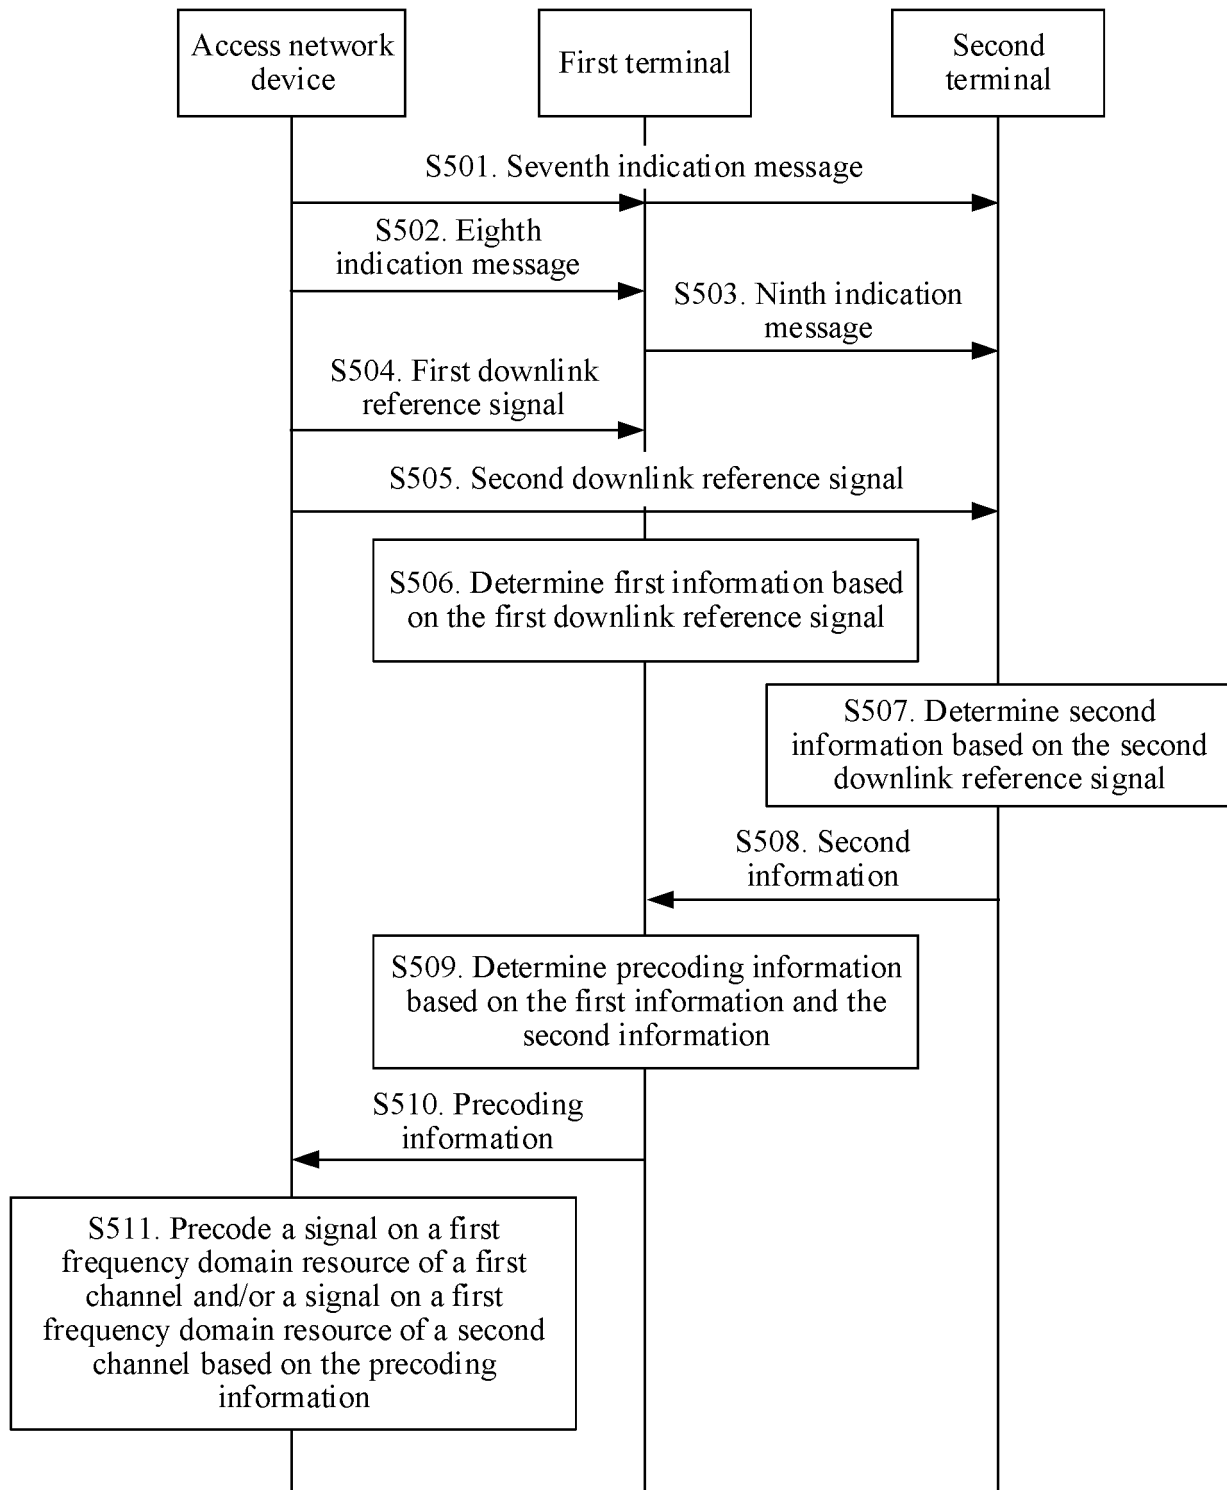 Access network
device
First terminal
Second
terminal
S501. Seventh indication message
S502. Eighth
indication message
S503. Ninth indication
message
S504. First downlink
reference signal
S505. Second downlink reference signal
S506. Determine first information based
on the first downlink reference signal
S507. Determine second
information based on the second
downlink reference signal
S508. Second
information
S509. Determine precoding information
based on the first information and the
second information
S510. Precoding
information
S511. Precode a signal on a first
frequency domain resource of a first
channel and/or a signal on a first
frequency domain resource of a second
channel based on the precoding
information